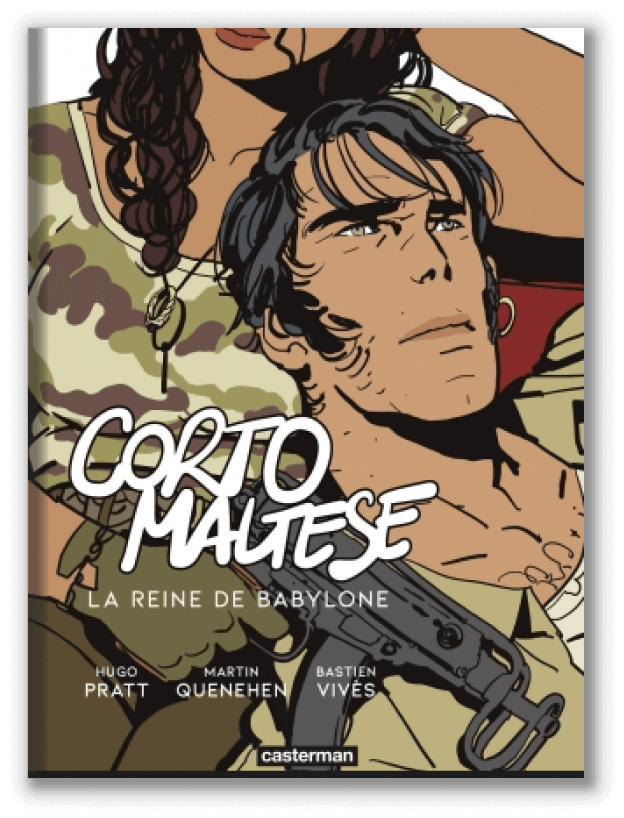 CORTO
MALTESE
LA REINE DE BABYLONE
HUGO MARTIN BASTIEN
PRATT QUENEHEN VIVÈS
casterman